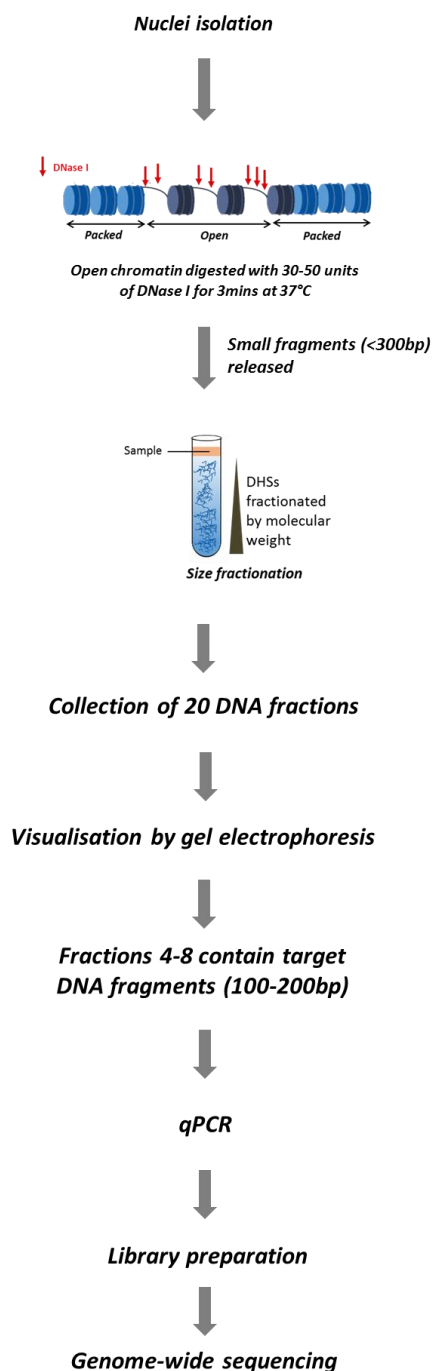 Nuclei isolation
DNase I
Packed
Open
Packed
Open chromatin digested with 30-50 units
of DNase I for 3mins at 37°C
Small fragments (<300bp)
released
Sample
DHSs
fractionated
by molecular
weight
Size fractionation
Collection of 20 DNA fractions
Visualisation by gel electrophoresis
Fractions 4-8 contain target
DNA fragments (100-200bp)
qPCR
Library preparation
Genome-wide sequencing